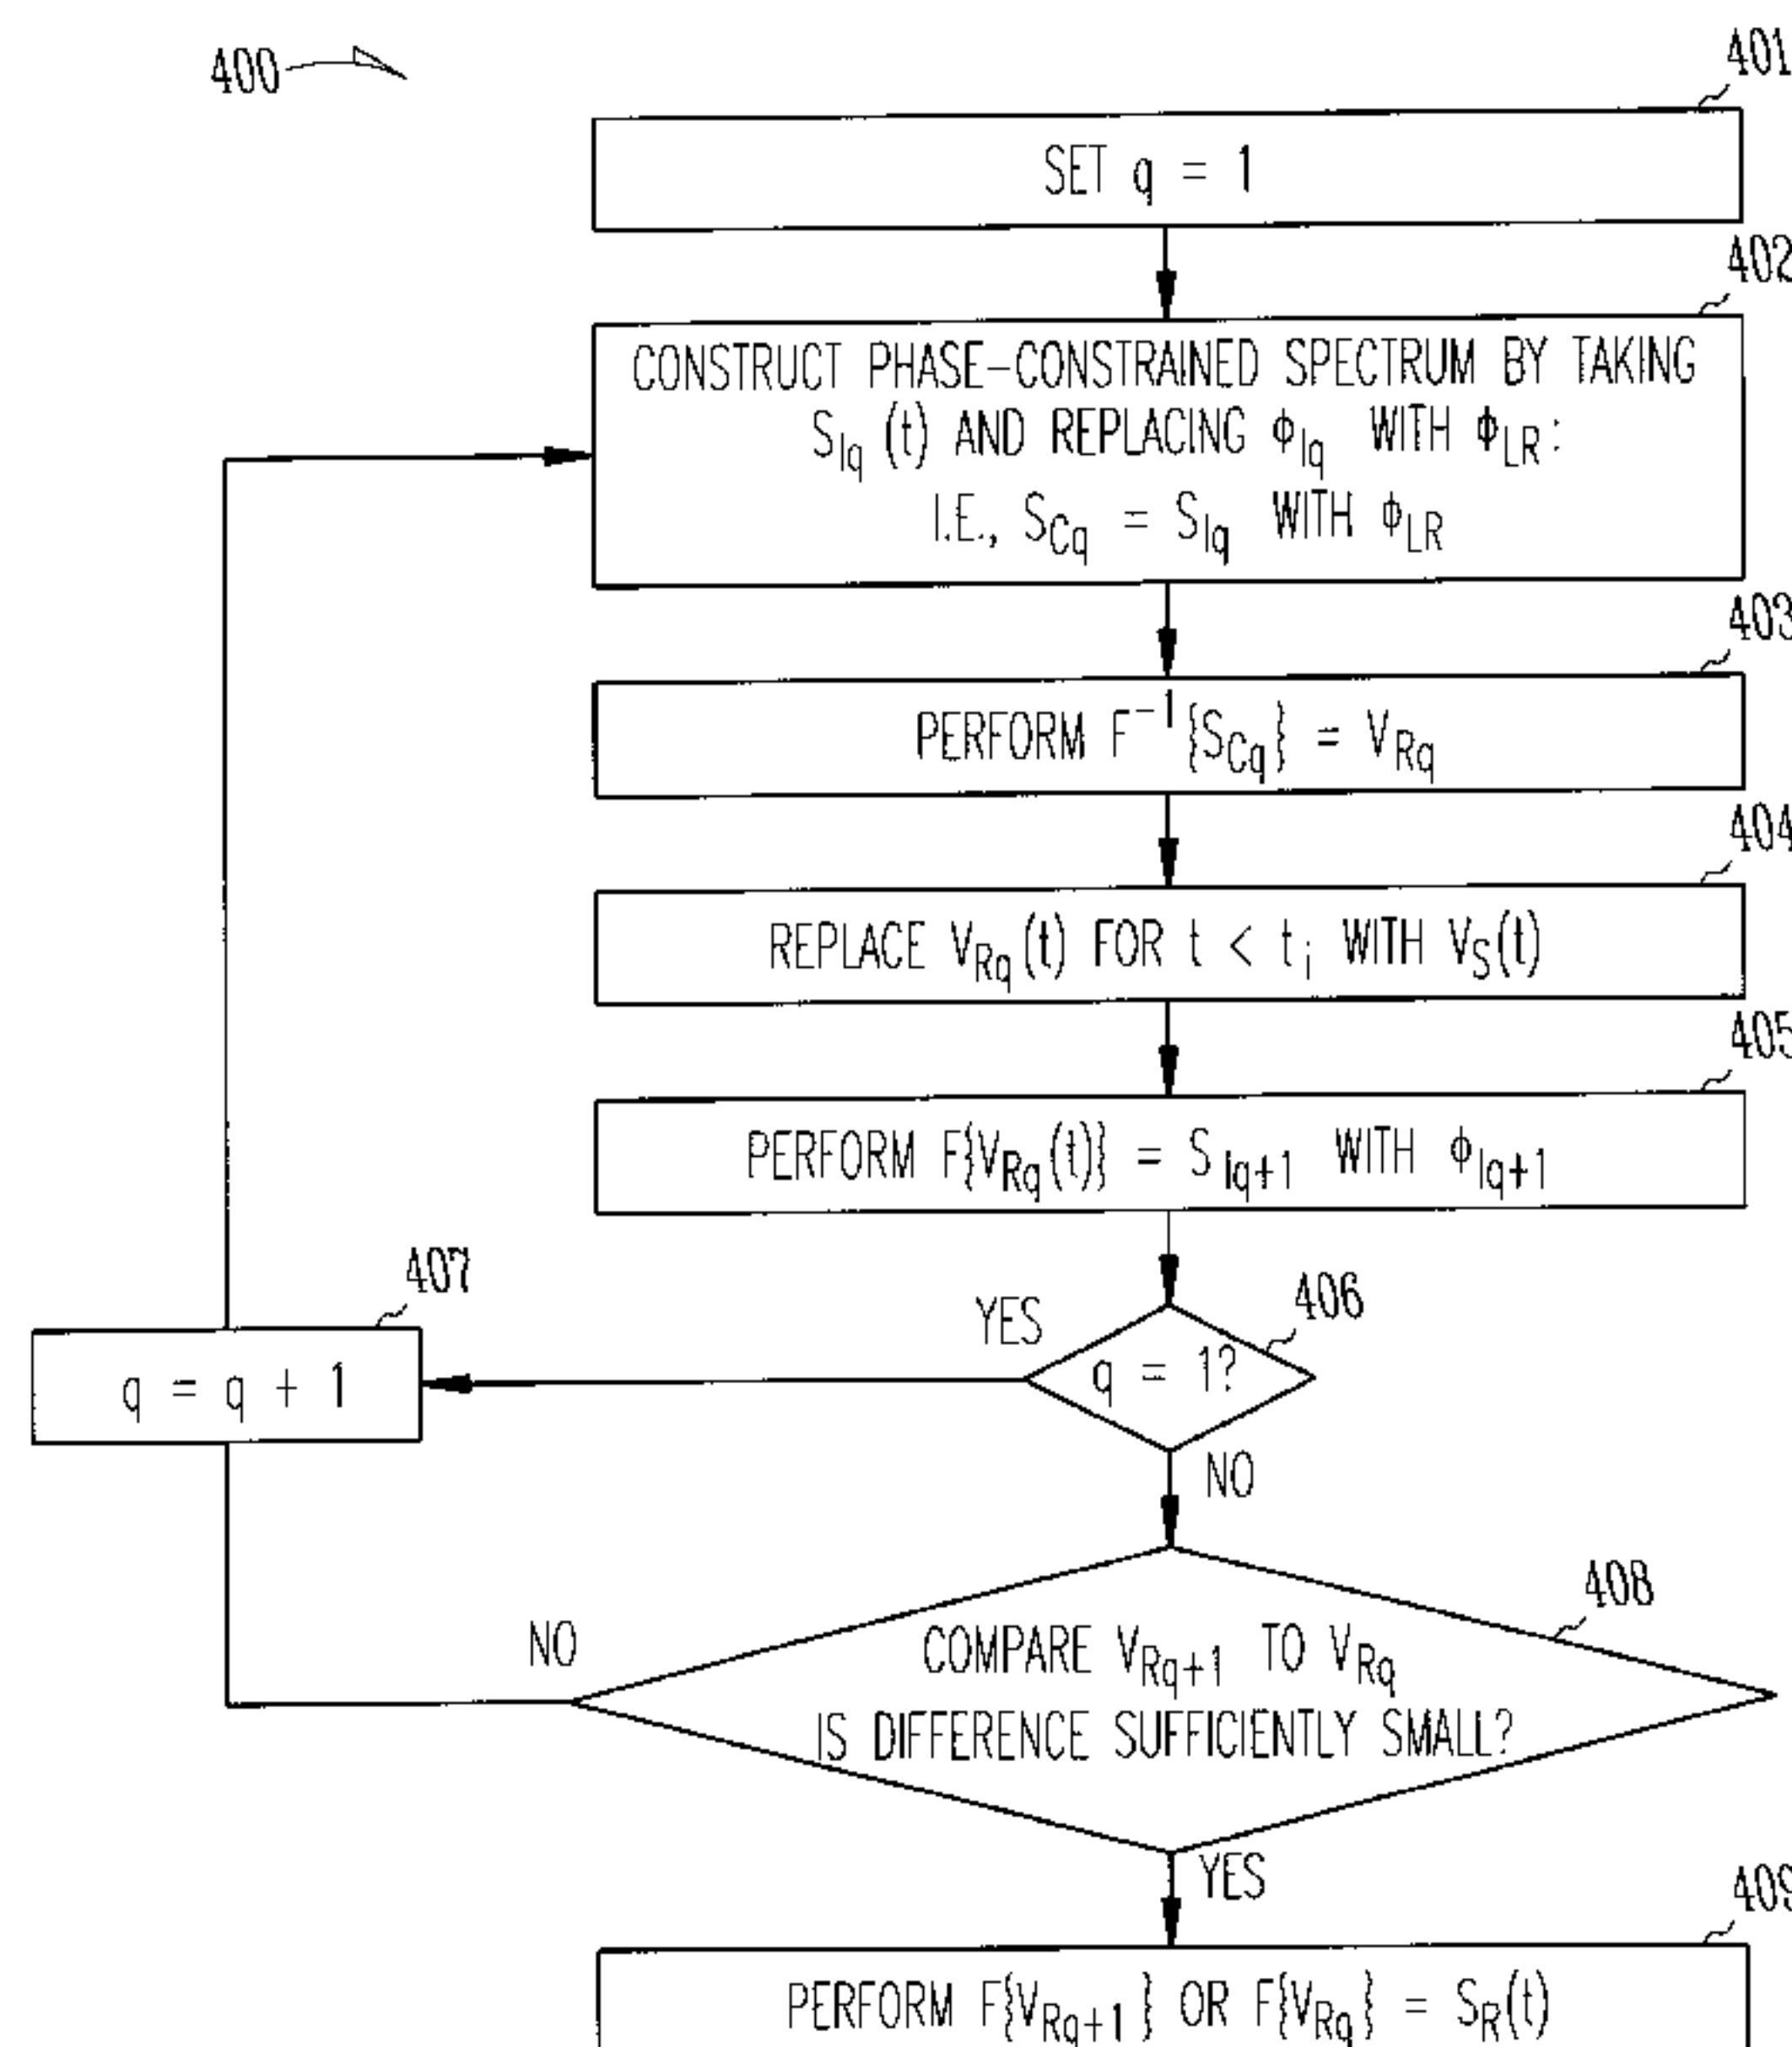 400
401
SET q = 1
402
CONSTRUCT PHASE-CONSTRAINED SPECTRUM BY TAKING
S_Iq (t) AND REPLACING ϕ_Iq WITH ϕ_LR:
I.E., S_Cq = S_Iq WITH ϕ_LR
403
PERFORM F^-1{S_Cq} = V_Rq
404
REPLACE V_Rq(t) FOR t < t_i WITH V_S(t)
405
PERFORM F{V_Rq(t)} = S_Iq+1 WITH ϕ_Iq+1
407
406
YES
q = q + 1
q = 1?
NO
408
NO
COMPARE V_Rq+1 TO V_Rq
IS DIFFERENCE SUFFICIENTLY SMALL?
YES
409
PERFORM F{V_Rq+1} OR F{V_Rq} = S_R(t)